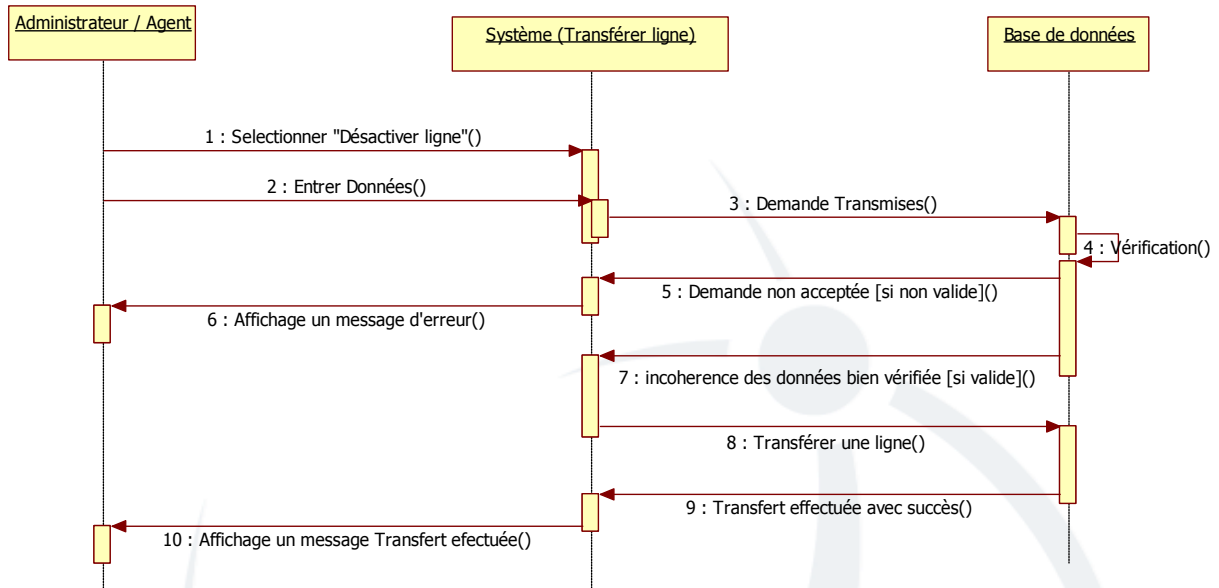 Administrateur / Agent
Système (Transférer ligne)
Base de données
1 : Selectionner "Désactiver ligne"()
2 : Entrer Données()
3 : Demande Transmises()
4 : Vérification()
5 : Demande non acceptée [si non valide]()
6 : Affichage un message d'erreur()
7 : incoherence des données bien vérifiée [si valide]()
8 : Transférer une ligne()
9 : Transfert effectuée avec succès()
10 : Affichage un message Transfert efectuée()